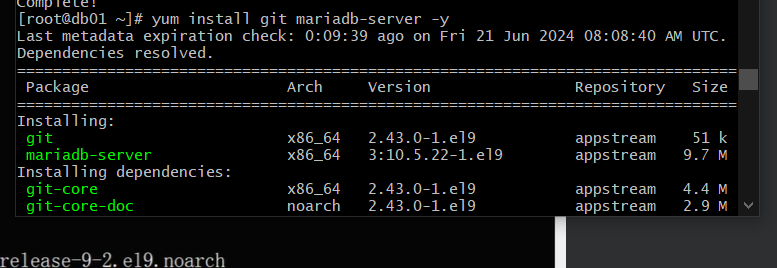 Complete!
[root@db01 ~]# yum install git mariadb-server -y
Last metadata expiration check: 0:09:39 ago on Fri 21 Jun 2024 08:08:40 AM UTC.
Dependencies resolved.
================================================================================
Package Arch Version Repository Size
================================================================================
Installing:
git x86_64 2.43.0-1.el9 appstream 51 k
mariadb-server x86_64 3:10.5.22-1.el9 appstream 9.7 M
Installing dependencies:
git-core x86_64 2.43.0-1.el9 appstream 4.4 M
git-core-doc noarch 2.43.0-1.el9 appstream 2.9 M
release-9-2.el9.noarch